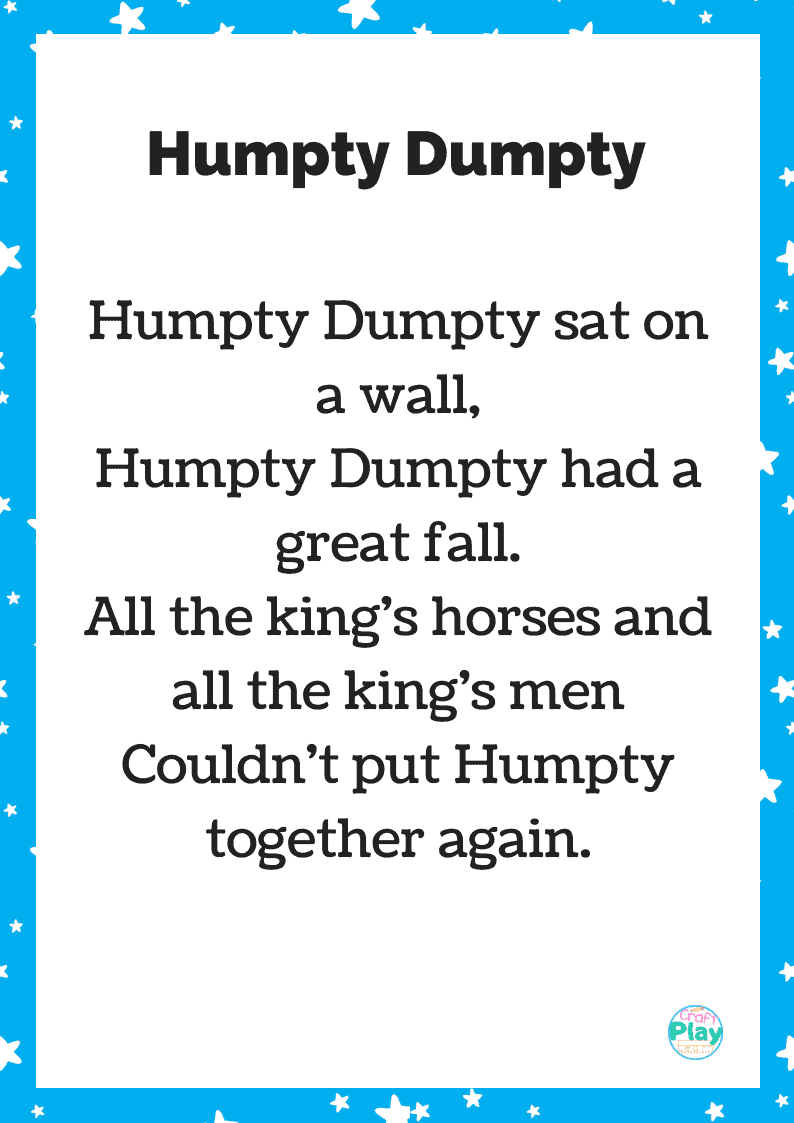 Humpty Dumpty
Humpty Dumpty sat on
a wall,
Humpty Dumpty had a
great fall.
All the king’s horses and
all the king’s men
Couldn’t put Humpty
together again.
Craft
Play
Learn